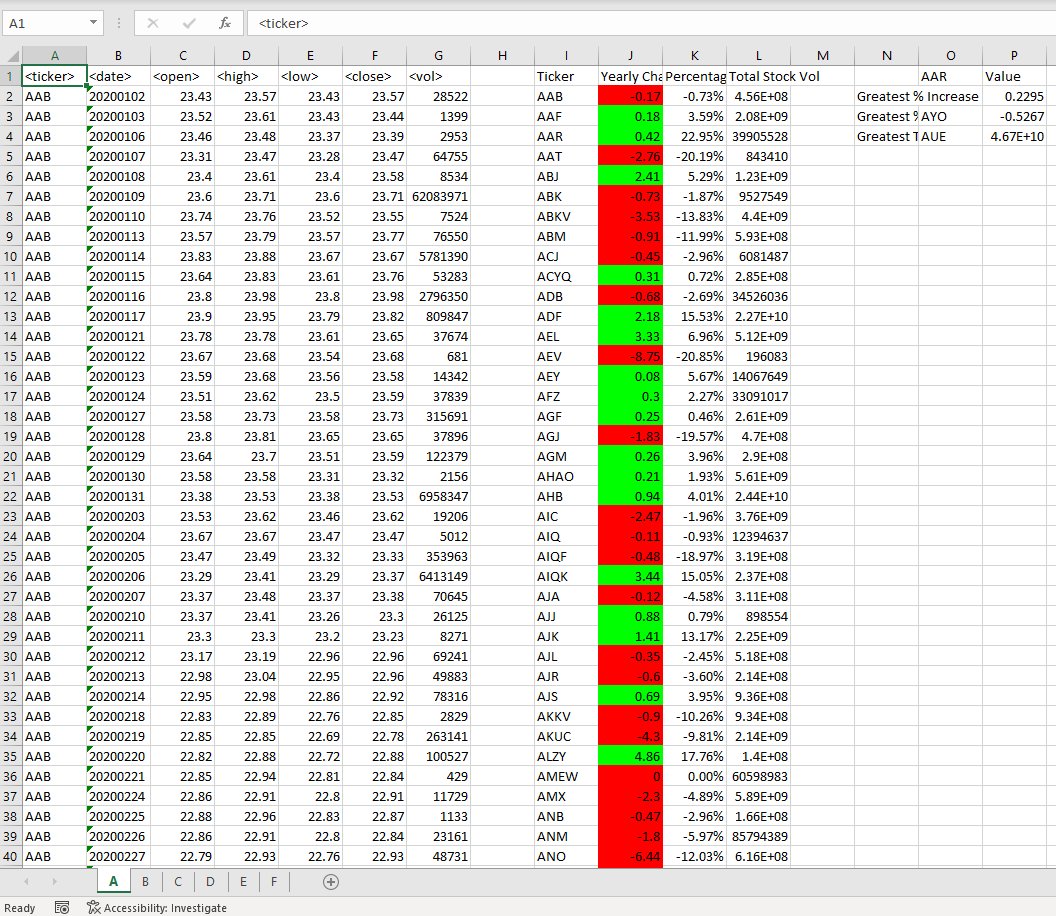 A1 fx <ticker>
A B C D E F G H I J K L M N O P
1 <ticker> <date> <open> <high> <low> <close> <vol> Ticker Yearly Cha Percentag Total Stock Vol AAR Value
2 AAB 20200102 23.43 23.57 23.43 23.57 28522 AAB -0.17 -0.73% 4.56E+08 Greatest % Increase 0.2295
3 AAB 20200103 23.52 23.61 23.43 23.44 1399 AAF 0.18 3.59% 2.08E+09 Greatest % AYO -0.5267
4 AAB 20200106 23.46 23.48 23.37 23.39 2953 AAR 0.42 22.95% 39905528 Greatest T AUE 4.67E+10
5 AAB 20200107 23.31 23.47 23.28 23.47 64755 AAT -2.76 -20.19% 843410
6 AAB 20200108 23.4 23.61 23.4 23.58 8534 ABJ 2.41 5.29% 1.23E+09
7 AAB 20200109 23.6 23.71 23.6 23.71 62083971 ABK -0.73 -1.87% 9527549
8 AAB 20200110 23.74 23.76 23.52 23.55 7524 ABKV -3.53 -13.83% 4.4E+09
9 AAB 20200113 23.57 23.79 23.57 23.77 76550 ABM -0.91 -11.99% 5.93E+08
10 AAB 20200114 23.83 23.88 23.67 23.67 5781390 ACJ -0.45 -2.96% 6081487
11 AAB 20200115 23.64 23.83 23.61 23.76 53283 ACYQ 0.31 0.72% 2.85E+08
12 AAB 20200116 23.8 23.98 23.8 23.98 2796350 ADB -0.68 -2.69% 34526036
13 AAB 20200117 23.9 23.95 23.79 23.82 809847 ADF 2.18 15.53% 2.27E+10
14 AAB 20200121 23.78 23.78 23.61 23.65 37674 AEL 3.33 6.96% 5.12E+09
15 AAB 20200122 23.67 23.68 23.54 23.68 681 AEV -8.75 -20.85% 196083
16 AAB 20200123 23.59 23.68 23.56 23.58 14342 AEY 0.08 5.67% 14067649
17 AAB 20200124 23.51 23.62 23.5 23.59 37839 AFZ 0.3 2.27% 33091017
18 AAB 20200127 23.58 23.73 23.58 23.73 315691 AGF 0.25 0.46% 2.61E+09
19 AAB 20200128 23.8 23.81 23.65 23.65 37896 AGJ -1.83 -19.57% 4.7E+08
20 AAB 20200129 23.64 23.7 23.51 23.59 122379 AGM 0.26 3.96% 2.9E+08
21 AAB 20200130 23.58 23.58 23.31 23.32 2156 AHAO 0.21 1.93% 5.61E+09
22 AAB 20200131 23.38 23.53 23.38 23.53 6958347 AHB 0.94 4.01% 2.44E+10
23 AAB 20200203 23.53 23.62 23.46 23.62 19206 AIC -2.47 -1.96% 3.76E+09
24 AAB 20200204 23.67 23.67 23.47 23.47 5012 AIQ -0.11 -0.93% 12394637
25 AAB 20200205 23.47 23.49 23.32 23.33 353963 AIQF -0.48 -18.97% 3.19E+08
26 AAB 20200206 23.29 23.41 23.29 23.37 6413149 AIQK 3.44 15.05% 2.37E+08
27 AAB 20200207 23.37 23.48 23.37 23.38 70645 AJA -0.12 -4.58% 3.11E+08
28 AAB 20200210 23.37 23.41 23.26 23.3 26125 AJJ 0.88 0.79% 898554
29 AAB 20200211 23.3 23.3 23.2 23.23 8271 AJK 1.41 13.17% 2.25E+09
30 AAB 20200212 23.17 23.19 22.96 22.96 69241 AJL -0.35 -2.45% 5.18E+08
31 AAB 20200213 22.98 23.04 22.95 22.96 49883 AJR -0.6 -3.60% 2.14E+08
32 AAB 20200214 22.95 22.98 22.86 22.92 78316 AJS 0.69 3.95% 9.36E+08
33 AAB 20200218 22.83 22.89 22.76 22.85 2829 AKKV -0.9 -10.26% 9.34E+08
34 AAB 20200219 22.85 22.85 22.69 22.78 263141 AKUC -4.3 -9.81% 2.14E+09
35 AAB 20200220 22.82 22.88 22.72 22.88 100527 ALZY 4.86 17.76% 1.4E+08
36 AAB 20200221 22.85 22.94 22.81 22.84 429 AMEW 0 0.00% 60598983
37 AAB 20200224 22.86 22.91 22.8 22.91 11729 AMX -2.3 -4.89% 5.89E+09
38 AAB 20200225 22.88 22.96 22.83 22.87 1133 ANB -0.47 -2.96% 1.66E+08
39 AAB 20200226 22.86 22.91 22.8 22.84 23161 ANM -1.8 -5.97% 85794389
40 AAB 20200227 22.79 22.93 22.76 22.93 48731 ANO -6.44 -12.03% 6.16E+08
A B C D E F
Ready Accessibility: Investigate